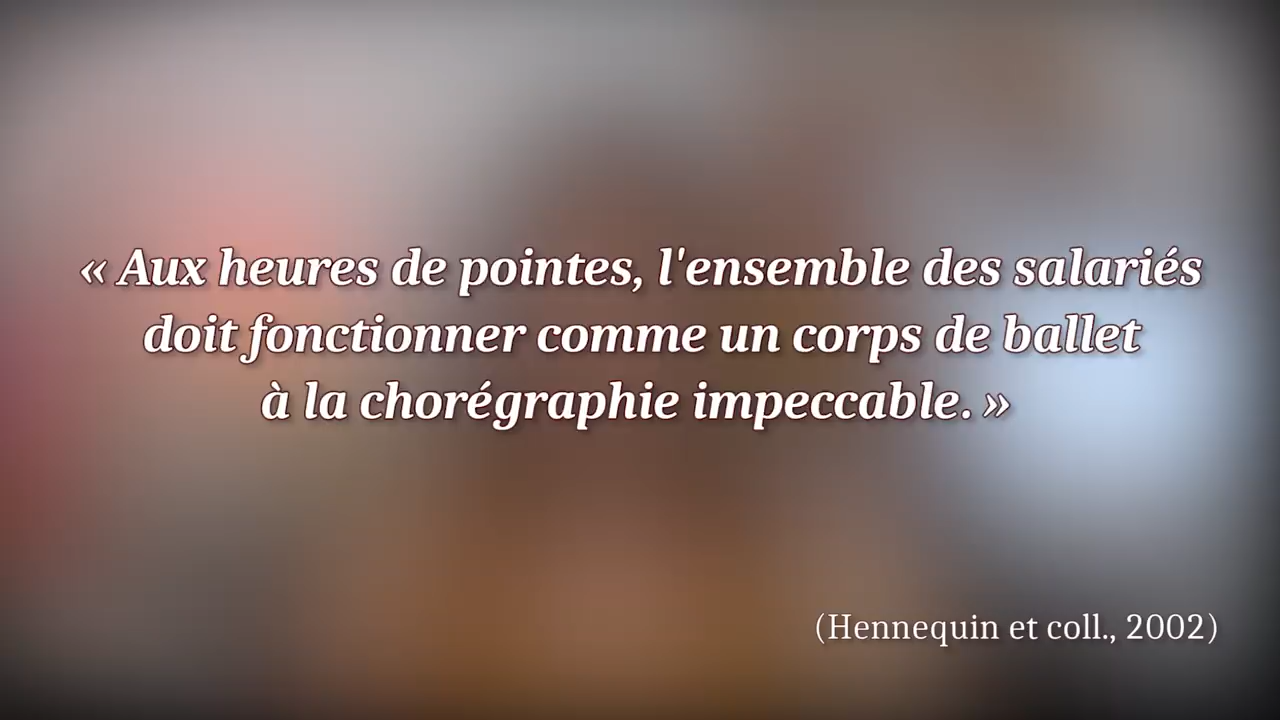 « Aux heures de pointes, l'ensemble des salariés
doit fonctionner comme un corps de ballet
à la chorégraphie impeccable. »
(Hennequin et coll., 2002)